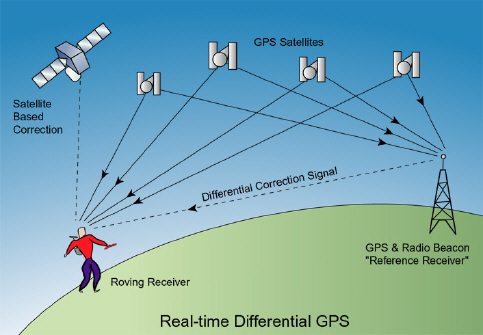 GPS Satellites
Satellite
Based
Correction
Differential Correction Signal
GPS & Radio Beacon
"Reference Receiver"
Roving Receiver
Real-time Differential GPS